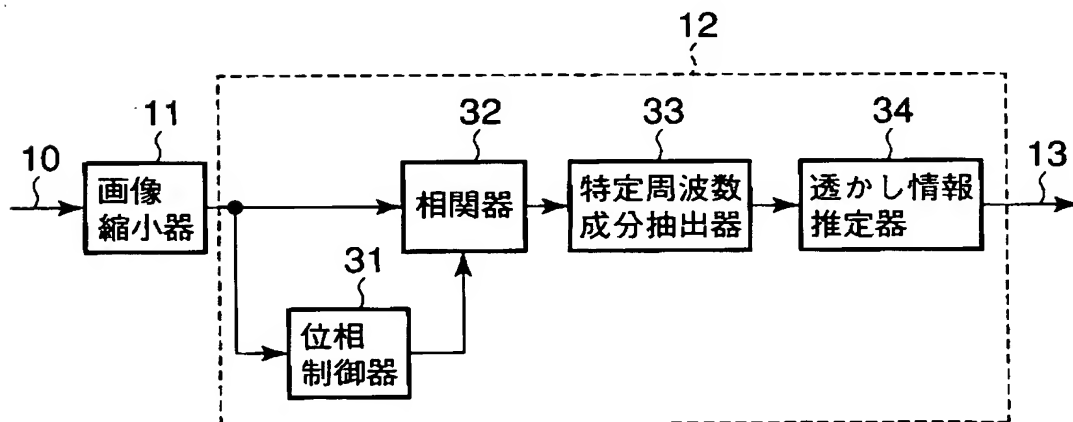 12
11
32
33
34
10
13
画像
縮小器
相関器
特定周波数
成分抽出器
透かし情報
推定器
31
位相
制御器